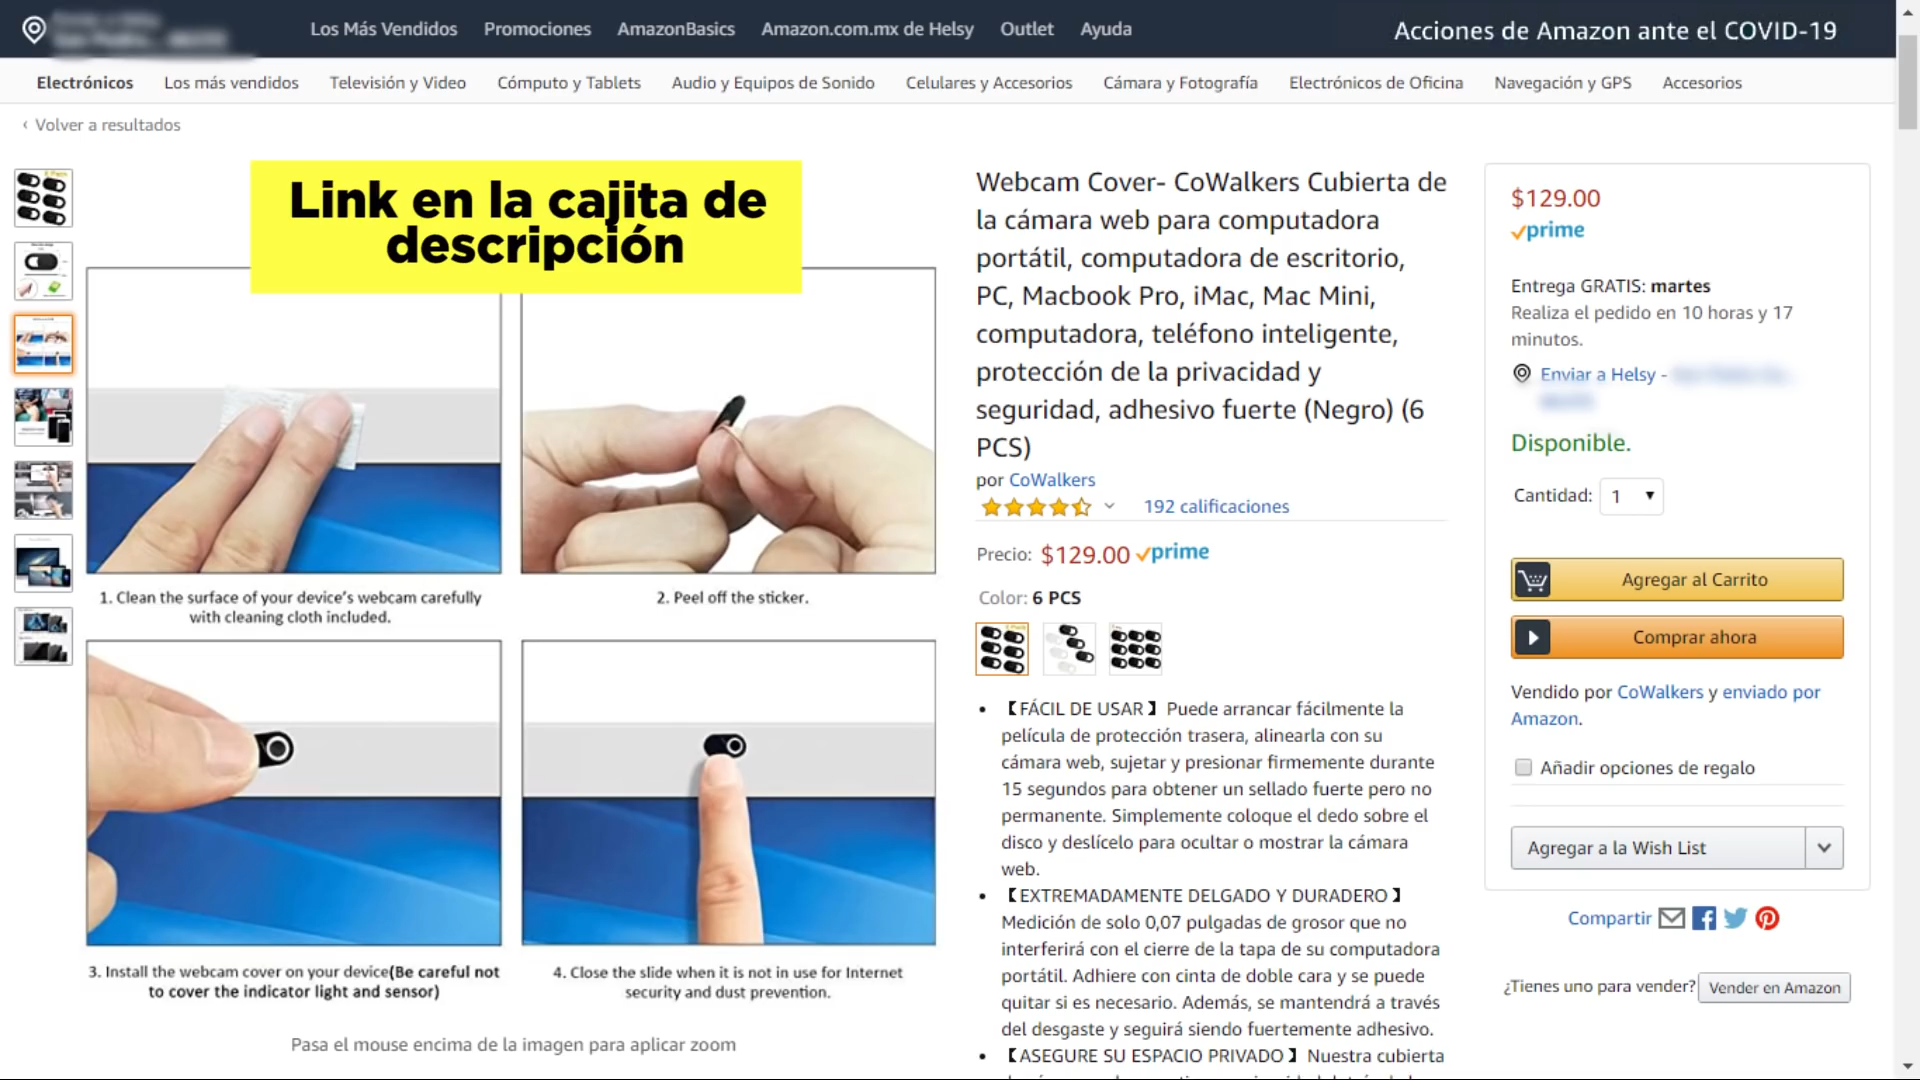 Los Más Vendidos Promociones AmazonBasics Amazon.com.mx de Helsy Outlet Ayuda Acciones de Amazon ante el COVID-19
Electrónicos Los más vendidos Televisión y Video Cómputo y Tablets Audio y Equipos de Sonido Celulares y Accesorios Cámara y Fotografía Electrónicos de Oficina Navegación y GPS Accesorios
‹ Volver a resultados
Link en la cajita de
descripción
1. Clean the surface of your device's webcam carefully
with cleaning cloth included.
2. Peel off the sticker.
3. Install the webcam cover on your device(Be careful not
to cover the indicator light and sensor)
4. Close the slide when it is not in use for Internet
security and dust prevention.
Pasa el mouse encima de la imagen para aplicar zoom
Webcam Cover- CoWalkers Cubierta de
la cámara web para computadora
portátil, computadora de escritorio,
PC, Macbook Pro, iMac, Mac Mini,
computadora, teléfono inteligente,
protección de la privacidad y
seguridad, adhesivo fuerte (Negro) (6
PCS)
por CoWalkers
192 calificaciones
Precio: $129.00 prime
Color: 6 PCS
• 【FÁCIL DE USAR】 Puede arrancar fácilmente la
película de protección trasera, alinearla con su
cámara web, sujetar y presionar firmemente durante
15 segundos para obtener un sellado fuerte pero no
permanente. Simplemente coloque el dedo sobre el
disco y deslícelo para ocultar o mostrar la cámara
web.
• 【EXTREMADAMENTE DELGADO Y DURADERO】
Medición de solo 0,07 pulgadas de grosor que no
interferirá con el cierre de la tapa de su computadora
portátil. Adhiere con cinta de doble cara y se puede
quitar si es necesario. Además, se mantendrá a través
del desgaste y seguirá siendo fuertemente adhesivo.
• 【ASEGURE SU ESPACIO PRIVADO】 Nuestra cubierta
$129.00
prime
Entrega GRATIS: martes
Realiza el pedido en 10 horas y 17
minutos.
Enviar a Helsy -
Disponible.
Cantidad: 1
Agregar al Carrito
Comprar ahora
Vendido por CoWalkers y enviado por
Amazon.
Añadir opciones de regalo
Agregar a la Wish List
Compartir
¿Tienes uno para vender? Vender en Amazon